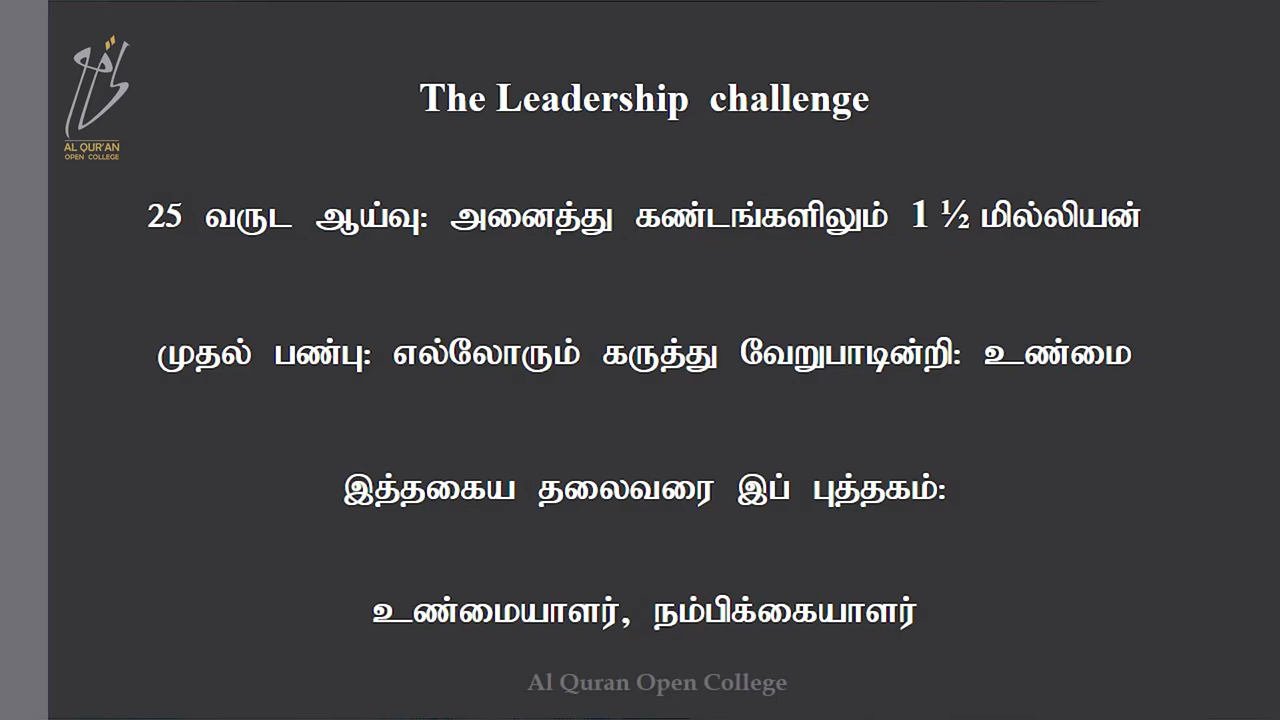 AL QUR'AN
OPEN COLLEGE
The Leadership challenge
25 வருட ஆய்வு: அனைத்து கண்டங்களிலும் 1 ½ மில்லியன்
முதல் பண்பு: எல்லோரும் கருத்து வேறுபாடின்றி: உண்மை
இத்தகைய தலைவரை இப் புத்தகம்:
உண்மையாளர், நம்பிக்கையாளர்
Al Quran Open College